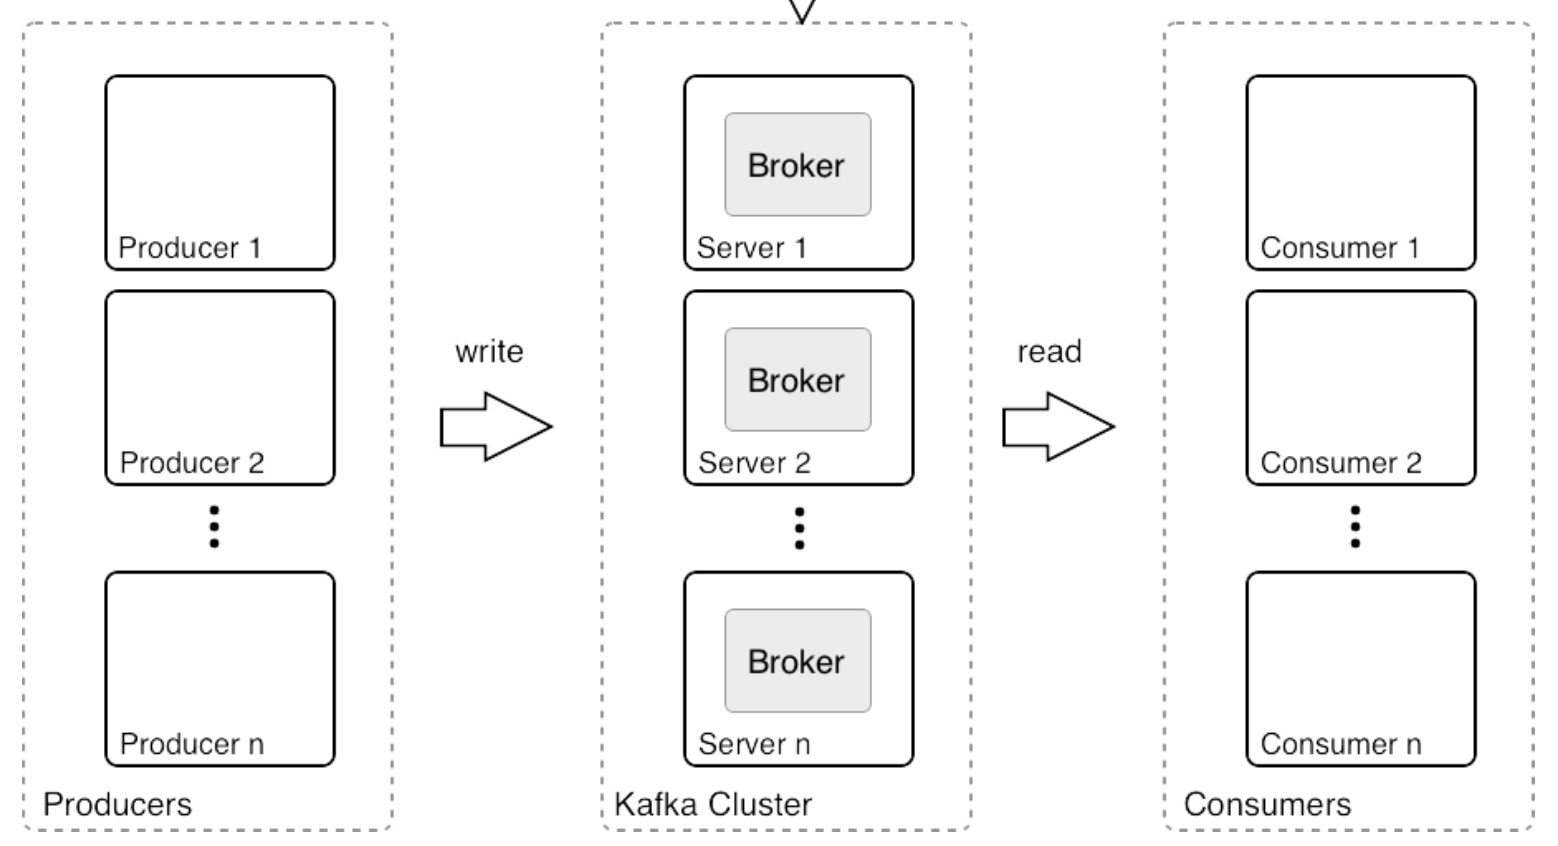 Producer 1
Producer 2
Producer n
Producers
write
Broker
Server 1
Broker
Server 2
Broker
Server n
Kafka Cluster
read
Consumer 1
Consumer 2
Consumer n
Consumers